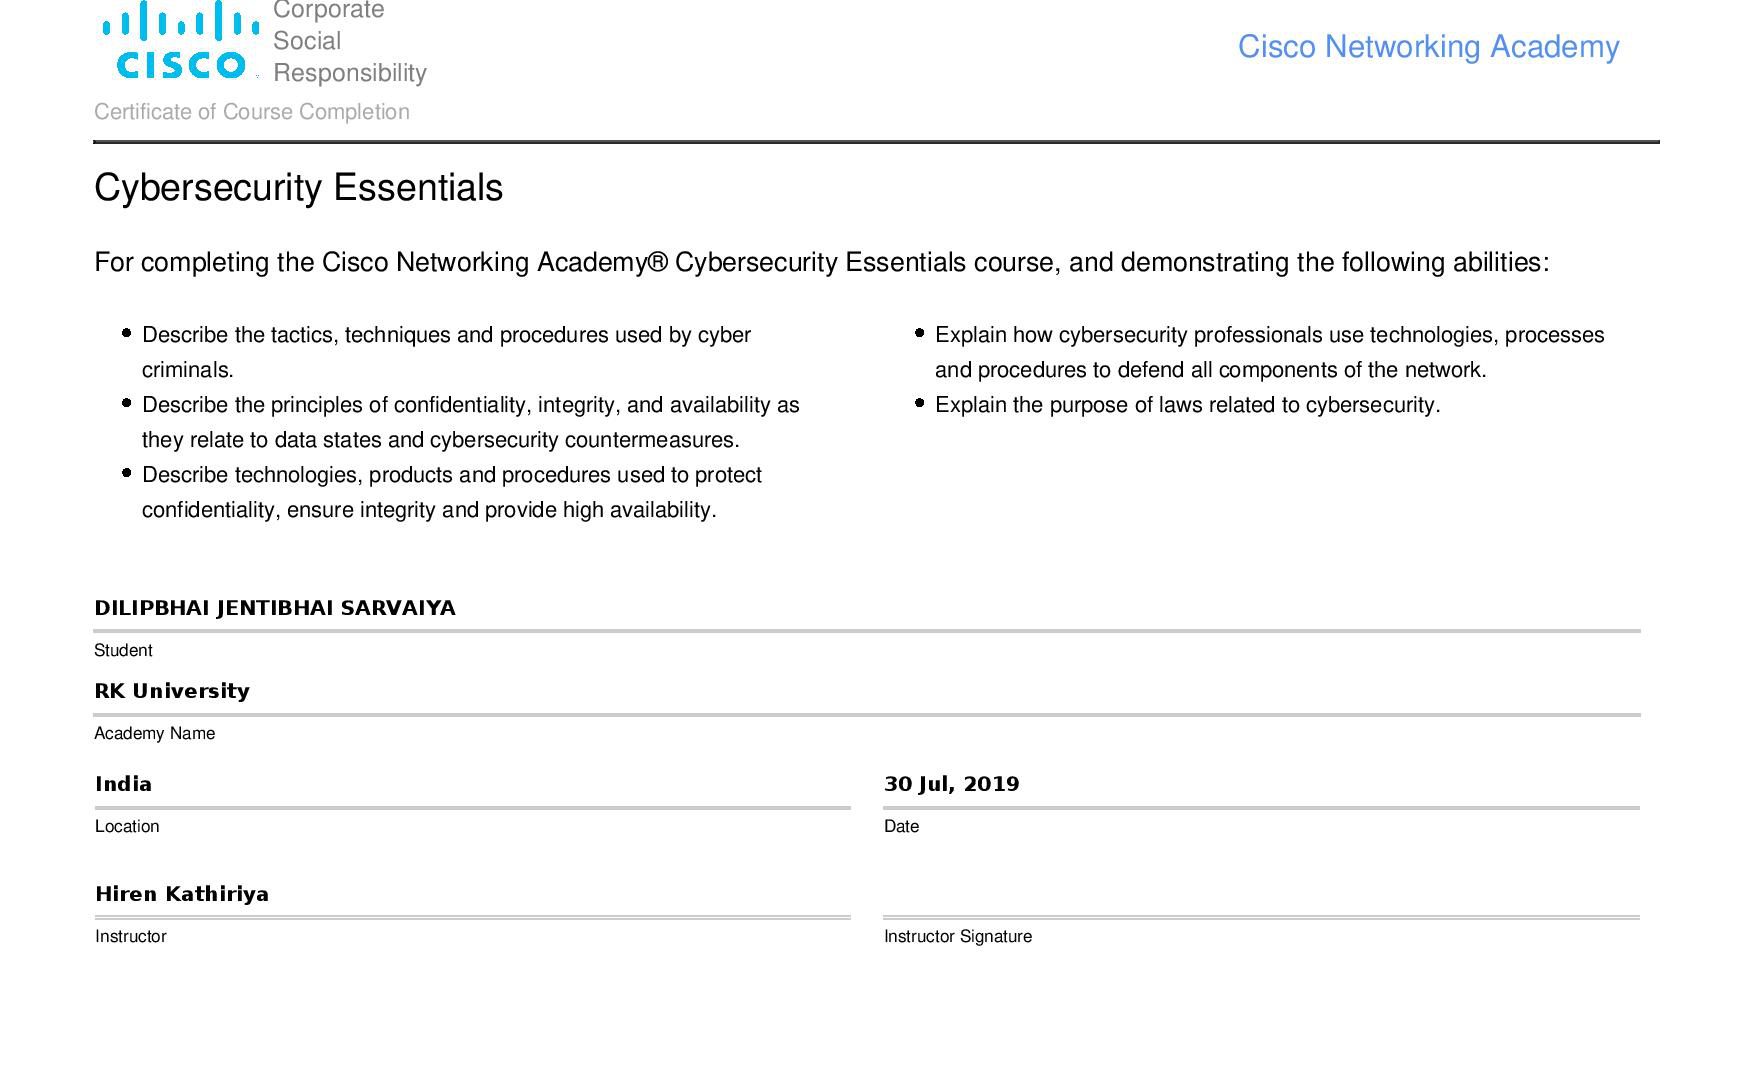 Corporate
Social
Responsibility
CISCO
Cisco Networking Academy
Certificate of Course Completion
Cybersecurity Essentials
For completing the Cisco Networking Academy® Cybersecurity Essentials course, and demonstrating the following abilities:
• Describe the tactics, techniques and procedures used by cyber
criminals.
• Describe the principles of confidentiality, integrity, and availability as
they relate to data states and cybersecurity countermeasures.
• Describe technologies, products and procedures used to protect
confidentiality, ensure integrity and provide high availability.
• Explain how cybersecurity professionals use technologies, processes
and procedures to defend all components of the network.
• Explain the purpose of laws related to cybersecurity.
DILIPBHAI JENTIBHAI SARVAIYA
Student
RK University
Academy Name
India
Location
30 Jul, 2019
Date
Hiren Kathiriya
Instructor
Instructor Signature